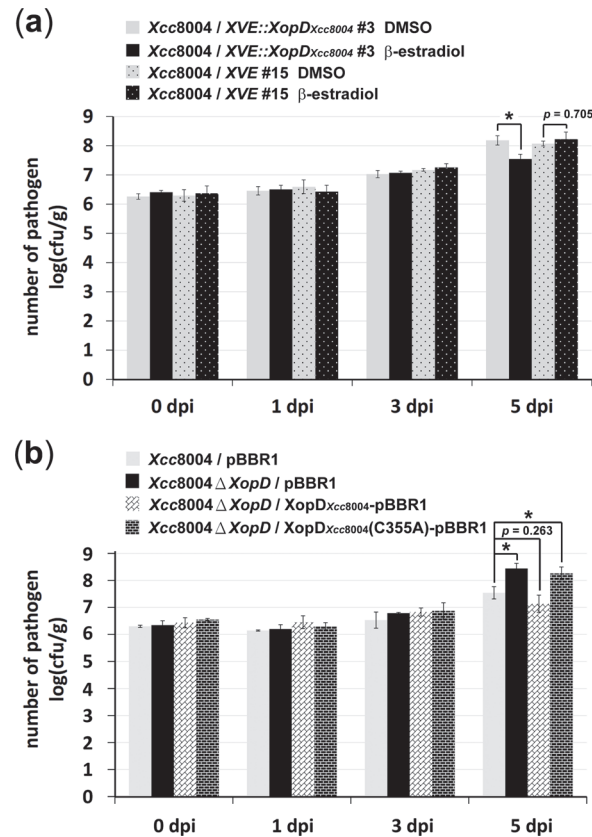 (a)
Xcc8004 / XVE::XopDXcc8004 #3 DMSO
Xcc8004 / XVE::XopDXcc8004 #3 β-estradiol
Xcc8004 / XVE #15 DMSO
Xcc8004 / XVE #15 β-estradiol
number of pathogen
log(cfu/g)
9
8
7
6
5
4
3
2
1
0
*
p = 0.705
0 dpi
1 dpi
3 dpi
5 dpi
(b)
Xcc8004 / pBBR1
Xcc8004 Δ XopD / pBBR1
Xcc8004 Δ XopD / XopDXcc8004-pBBR1
Xcc8004 Δ XopD / XopDXcc8004(C355A)-pBBR1
number of pathogen
log(cfu/g)
9
8
7
6
5
4
3
2
1
0
*
p = 0.263
*
0 dpi
1 dpi
3 dpi
5 dpi